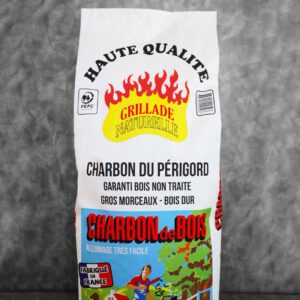 HAUTE QUALITE
PEFC
GRILLADE
NATURELLE
CHARBON DU PÉRIGORD
GARANTI BOIS NON TRAITE
GROS MORCEAUX - BOIS DUR
CHARBON de BOIS
ALLUMAGE TRÈS FACILE
FABRIQUÉ
EN
FRANCE